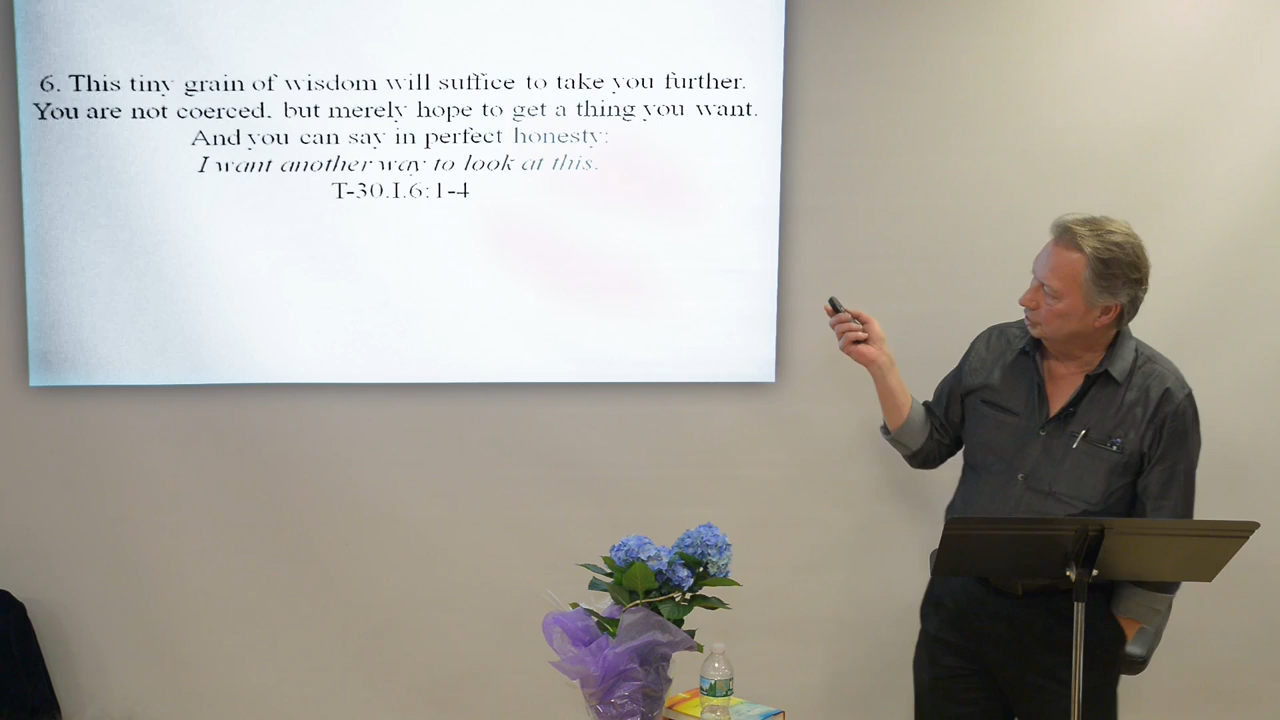 6. This tiny grain of wisdom will suffice to take you further.
You are not coerced, but merely hope to get a thing you want.
And you can say in perfect honesty:
I want another way to look at this.
T-30.I.6:1-4